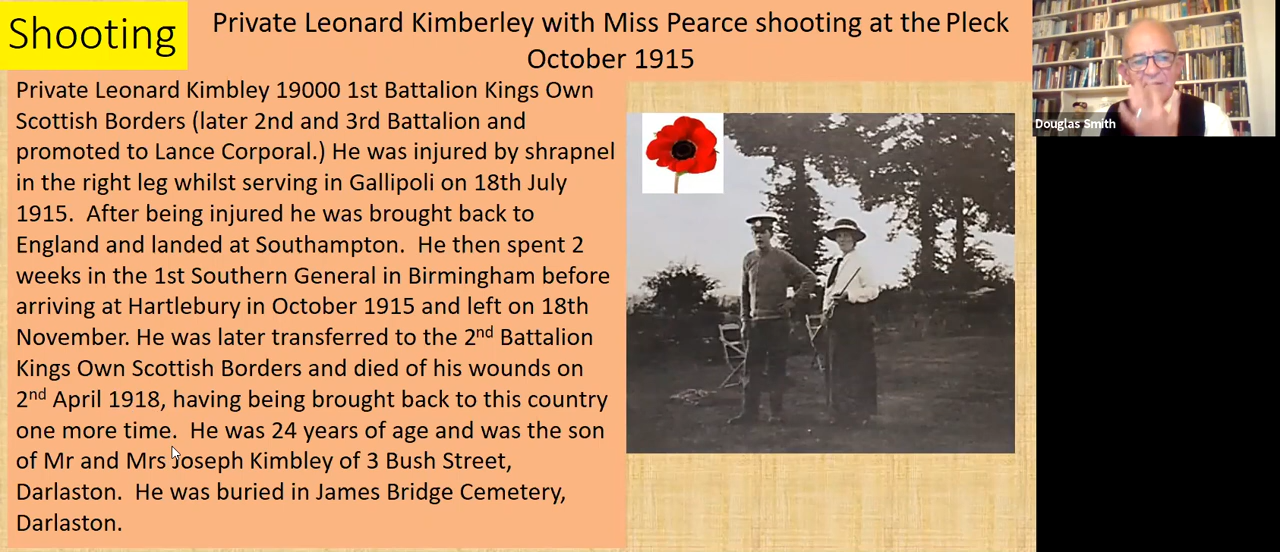 Shooting
Private Leonard Kimberley with Miss Pearce shooting at the Pleck
October 1915
Private Leonard Kimbley 19000 1st Battalion Kings Own
Scottish Borders (later 2nd and 3rd Battalion and
promoted to Lance Corporal.) He was injured by shrapnel
in the right leg whilst serving in Gallipoli on 18th July
1915.  After being injured he was brought back to
England and landed at Southampton.  He then spent 2
weeks in the 1st Southern General in Birmingham before
arriving at Hartlebury in October 1915 and left on 18th
November. He was later transferred to the 2nd Battalion
Kings Own Scottish Borders and died of his wounds on
2nd April 1918, having being brought back to this country
one more time.  He was 24 years of age and was the son
of Mr and Mrs Joseph Kimbley of 3 Bush Street,
Darlaston.  He was buried in James Bridge Cemetery,
Darlaston.
Douglas Smith